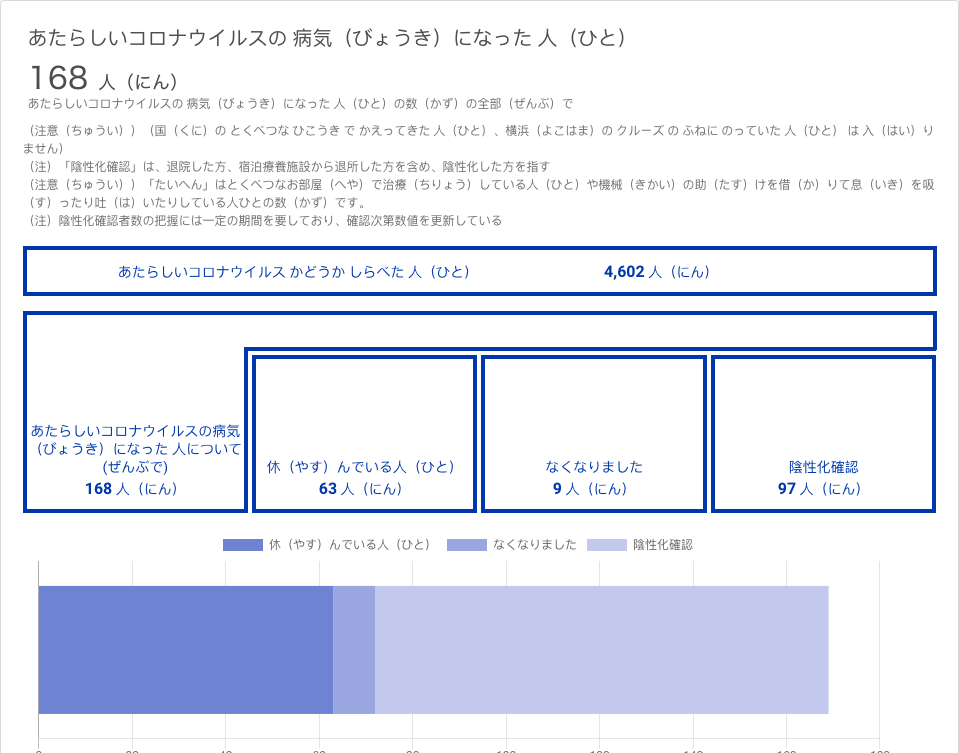 あたらしいコロナウイルスの 病気（びょうき）になった 人（ひと）
168 人（にん）
あたらしいコロナウイルスの 病気（びょうき）になった 人（ひと）の数（かず）の全部（ぜんぶ）で
（注意（ちゅうい））（国（くに）の とくべつな ひこうき で かえってきた 人（ひと）、横浜（よこはま）の クルーズ の ふねに のっていた 人（ひと） は 入（はい）り
ません）
（注）「陰性化確認」は、退院した方、宿泊療養施設から退所した方を含め、陰性化した方を指す
（注意（ちゅうい））「たいへん」はとくべつなお部屋（へや）で治療（ちりょう）している人（ひと）や機械（きかい）の助（たす）けを借（か）りて息（いき）を吸
（す）ったり吐（は）いたりしている人ひとの数（かず）です。
（注）陰性化確認者数の把握には一定の期間を要しており、確認次第数値を更新している
あたらしいコロナウイルス かどうか しらべた 人（ひと） 4,602 人（にん）
あたらしいコロナウイルスの病気
（びょうき）になった 人について
(ぜんぶで)
168 人（にん）
休（やす）んでいる人（ひと）
63 人（にん）
なくなりました
9 人（にん）
陰性化確認
97 人（にん）
休（やす）んでいる人（ひと） なくなりました 陰性化確認